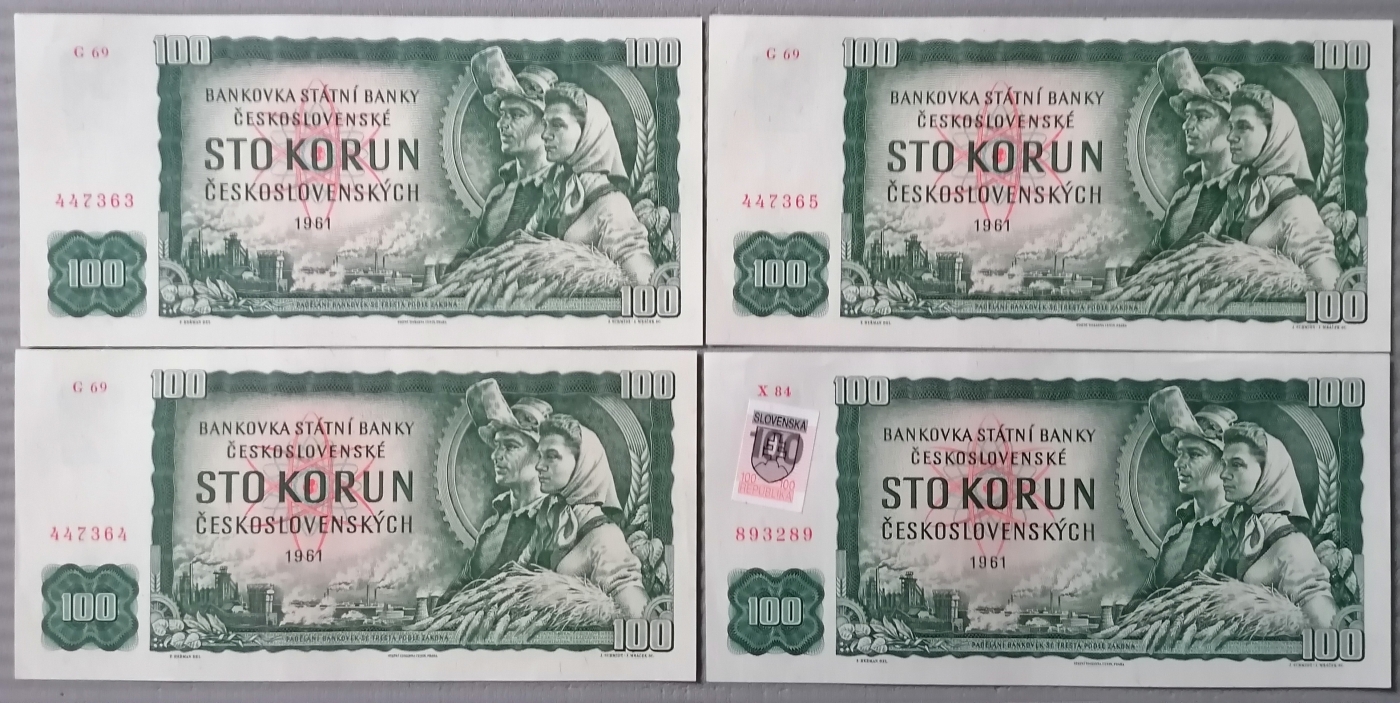 G 69
100
100
BANKOVKA STÁTNÍ BANKY
ČESKOSLOVENSKÉ
STO KORUN
ČESKOSLOVENSKÝCH
1961
447363
100
100
PADĚLÁNÍ BANKOVEK SE TRESTÁ PODLE ZÁKONA
G 69
100
100
BANKOVKA STÁTNÍ BANKY
ČESKOSLOVENSKÉ
STO KORUN
ČESKOSLOVENSKÝCH
1961
447365
100
100
PADĚLÁNÍ BANKOVEK SE TRESTÁ PODLE ZÁKONA
G 69
100
100
BANKOVKA STÁTNÍ BANKY
ČESKOSLOVENSKÉ
STO KORUN
ČESKOSLOVENSKÝCH
1961
447364
100
100
PADĚLÁNÍ BANKOVEK SE TRESTÁ PODLE ZÁKONA
X 84
100
100
SLOVENSKA
100
100 100
REPUBLIKA
BANKOVKA STÁTNÍ BANKY
ČESKOSLOVENSKÉ
STO KORUN
ČESKOSLOVENSKÝCH
1961
893289
100
100
PADĚLÁNÍ BANKOVEK SE TRESTÁ PODLE ZÁKONA